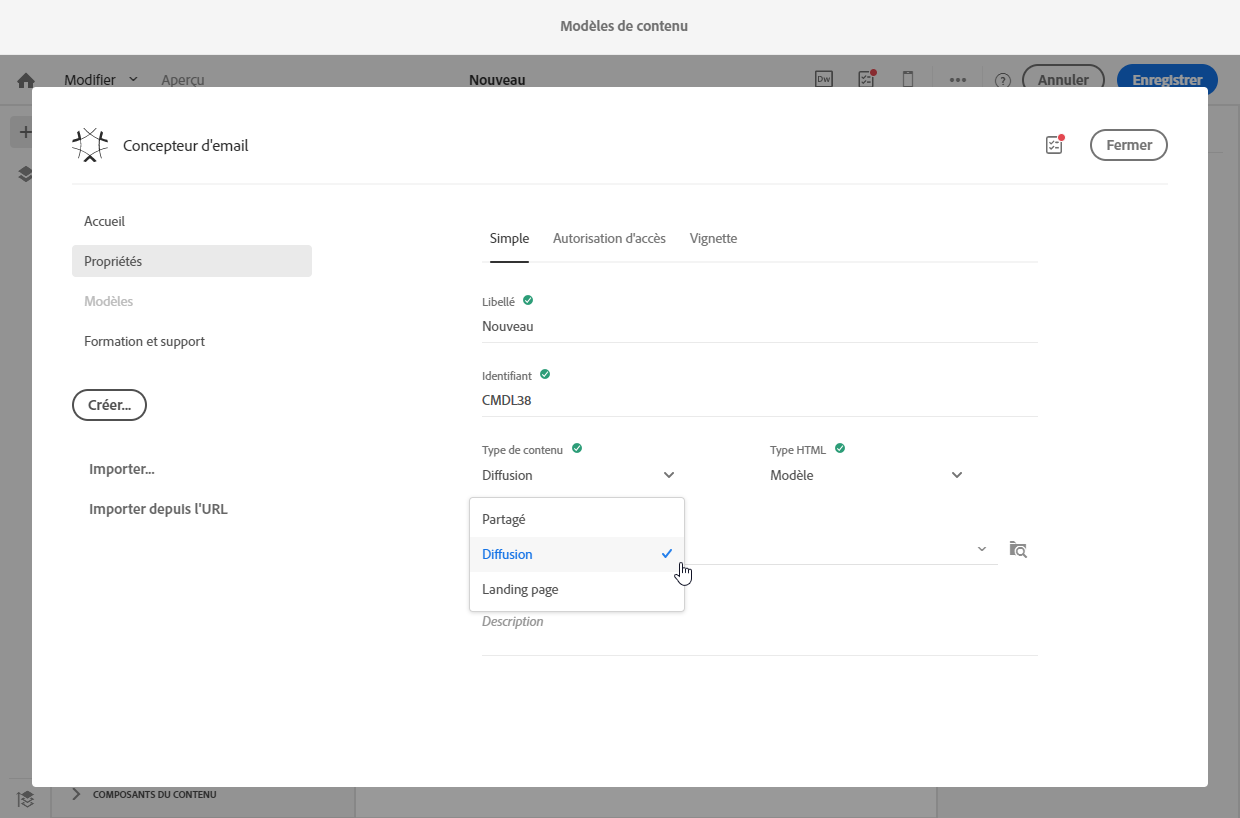 Modèles de contenu
Modifier Aperçu Nouveau Dw ? Annuler Enregistrer
Concepteur d'email Fermer
Accueil
Propriétés
Modèles
Formation et support
Créer...
Importer...
Importer depuis l'URL
Simple Autorisation d'accès Vignette
Libellé
Nouveau
Identifiant
CMDL38
Type de contenu Type HTML
Diffusion Modèle
Partagé
Diffusion
Landing page
Description
COMPOSANTS DU CONTENU